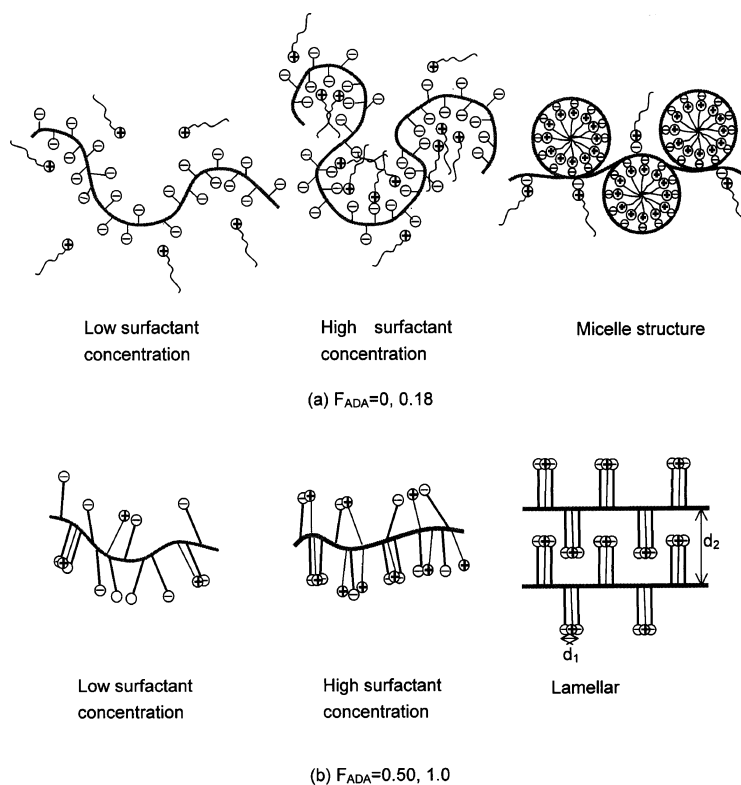 Low surfactant
concentration
High surfactant
concentration
Micelle structure
(a) F_ADA=0, 0.18
d₂
d₁
Low surfactant
concentration
High surfactant
concentration
Lamellar
(b) F_ADA=0.50, 1.0